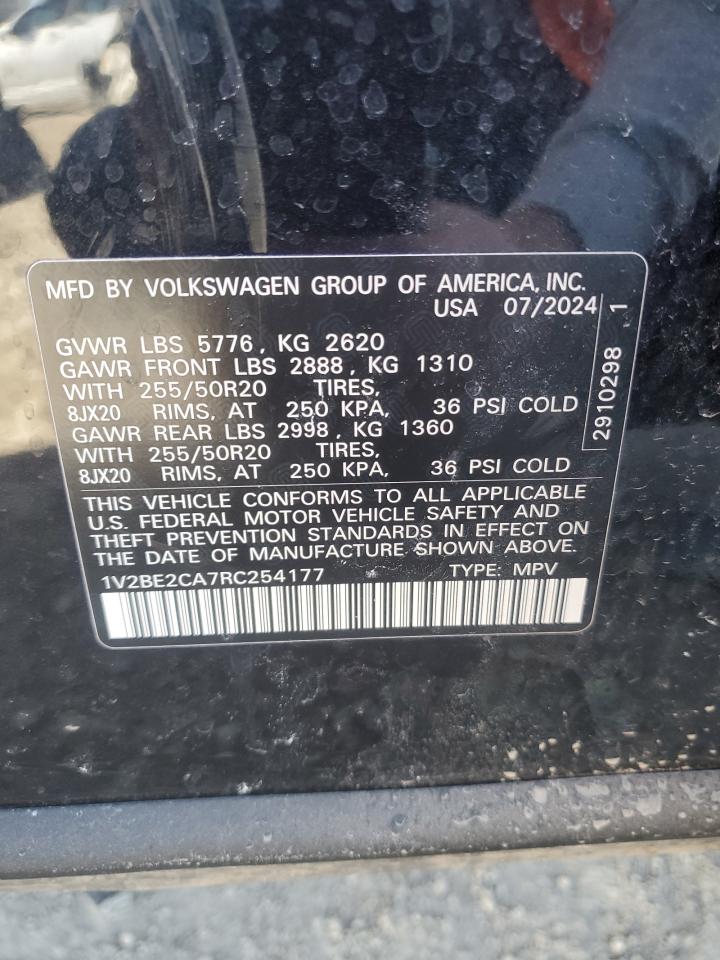 MFD BY VOLKSWAGEN GROUP OF AMERICA, INC.
USA 07/2024
GVWR LBS 5776, KG 2620
GAWR FRONT LBS 2888, KG 1310
WITH 255/50R20 TIRES,
8JX20 RIMS, AT 250 KPA, 36 PSI COLD
GAWR REAR LBS 2998, KG 1360
WITH 255/50R20 TIRES,
8JX20 RIMS, AT 250 KPA, 36 PSI COLD
2910298 1
THIS VEHICLE CONFORMS TO ALL APPLICABLE
U.S. FEDERAL MOTOR VEHICLE SAFETY AND
THEFT PREVENTION STANDARDS IN EFFECT ON
THE DATE OF MANUFACTURE SHOWN ABOVE.
1V2BE2CA7RC254177 TYPE: MPV